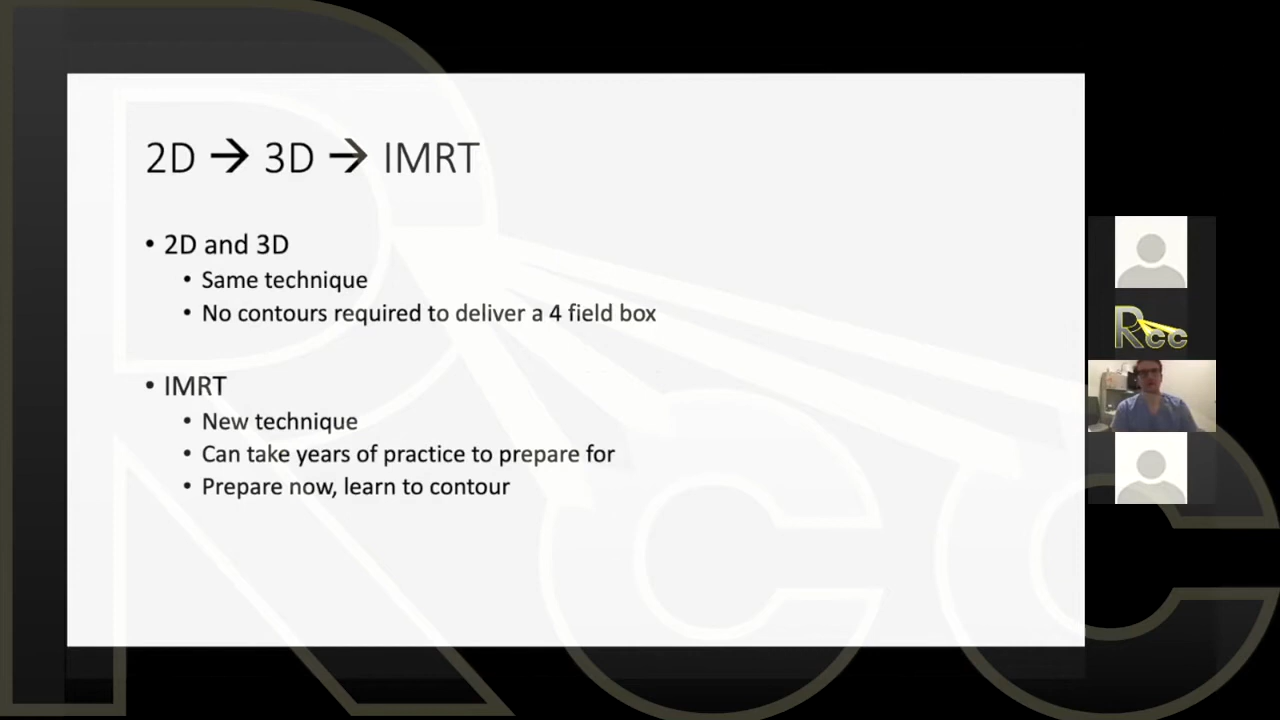 2D → 3D → IMRT
• 2D and 3D
• Same technique
• No contours required to deliver a 4 field box
• IMRT
• New technique
• Can take years of practice to prepare for
• Prepare now, learn to contour
Rcc